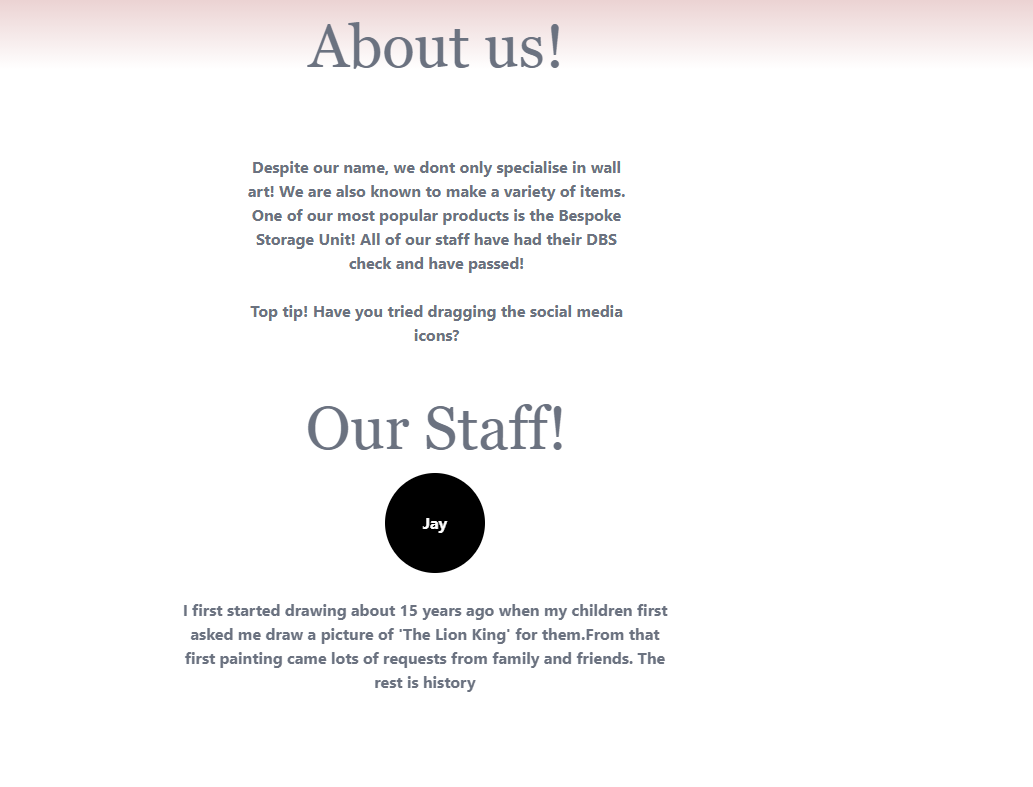 About us!
Despite our name, we dont only specialise in wall
art! We are also known to make a variety of items.
One of our most popular products is the Bespoke
Storage Unit! All of our staff have had their DBS
check and have passed!
Top tip! Have you tried dragging the social media
icons?
Our Staff!
Jay
I first started drawing about 15 years ago when my children first
asked me draw a picture of 'The Lion King' for them.From that
first painting came lots of requests from family and friends. The
rest is history